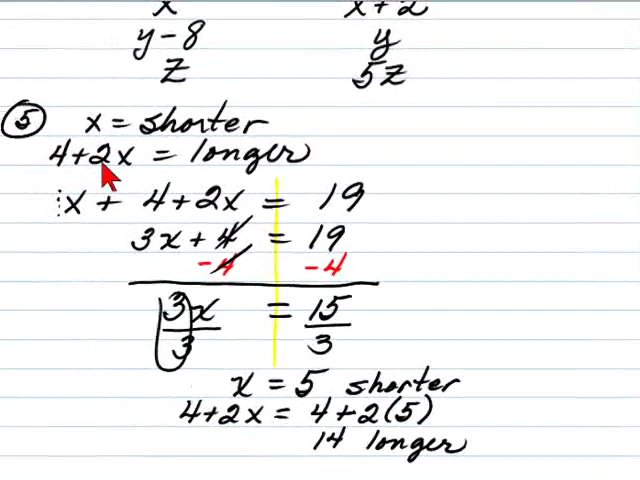 x x + 2
y - 8 y
z 5z
5 x = shorter
4+2x = longer
x + 4+2x = 19
3x + 4 = 19
-4 -4
3x = 15
3 3
x = 5 shorter
4+2x = 4+2(5)
14 longer